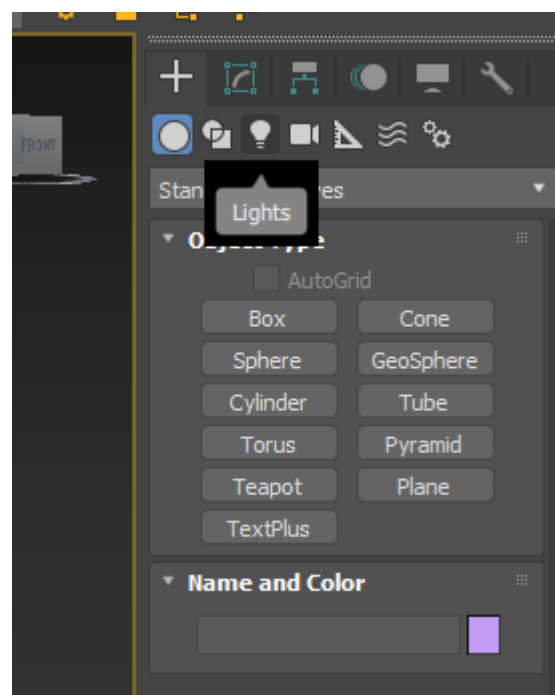 FRONT
Stan
es
Lights
O
ype
AutoGrid
Box Cone
Sphere GeoSphere
Cylinder Tube
Torus Pyramid
Teapot Plane
TextPlus
Name and Color